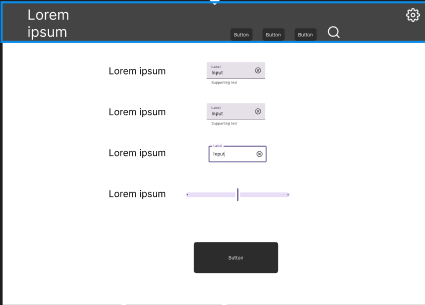 Lorem
ipsum
Button Button Button
Lorem ipsum
Label
Input
Supporting text
Lorem ipsum
Label
Input
Supporting text
Lorem ipsum
Label
Input
Lorem ipsum
Button